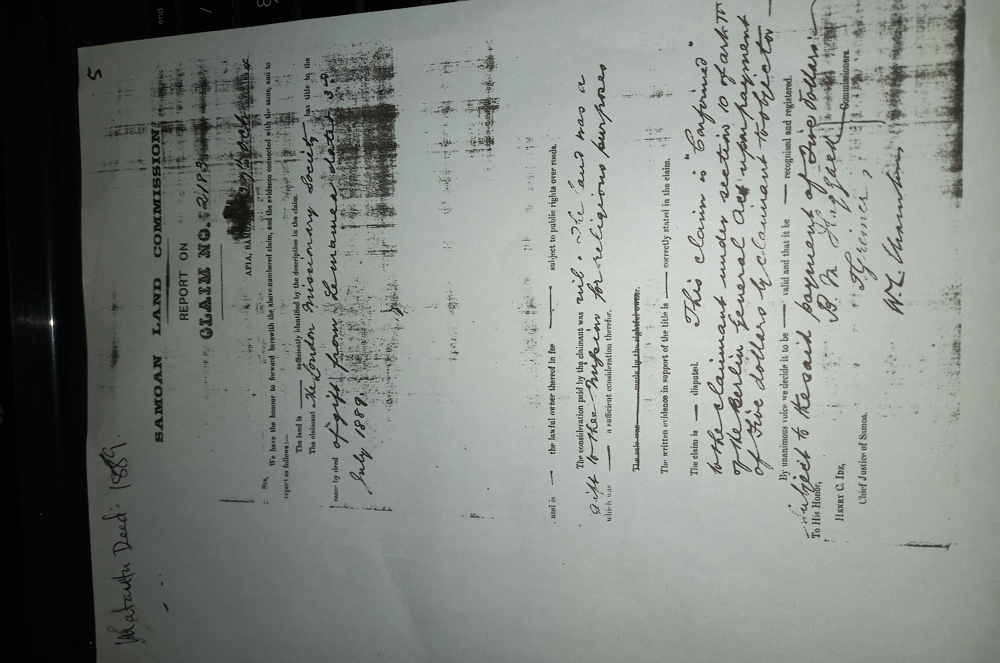 5
Deed: 1889.
SAMOAN LAND COMMISSION
REPORT ON
CLAIM NO. 2183
APIA, SAMOA, 27th Octr 1894
SIR,
We have the honour to forward herewith the above-numbered claim, and the evidence connected with the same, and to
report as follows:—
The land is —— sufficiently identified by the description in the claim.
The claimant The London Missionary Society has title to the
same by deed of gift from Lemanuea dated 3rd
July 1889.
and is — the lawful owner thereof in fee —— subject to public rights over roads.
The consideration paid by the claimant was nil. The land was a
gift to the Mission for religious purposes
which was —— a sufficient consideration therefor.
The sale was —— made by the rightful owner.
The written evidence in support of the title is —— correctly stated in the claim.
The claim is — disputed. This claim is "Confirmed"
to the claimant under section 10 of art IV
of the Berlin General Act upon payment
of Five dollars by claimant to objector —
By unanimous voice we decide it to be — valid and that it be — recognised and registered.
Subject to the said payment of Five dollars
To His Honor,
Commissioners.
HENRY C. IDE,
Greiner,
Chief Justice of Samoa.
W. L. Chambers